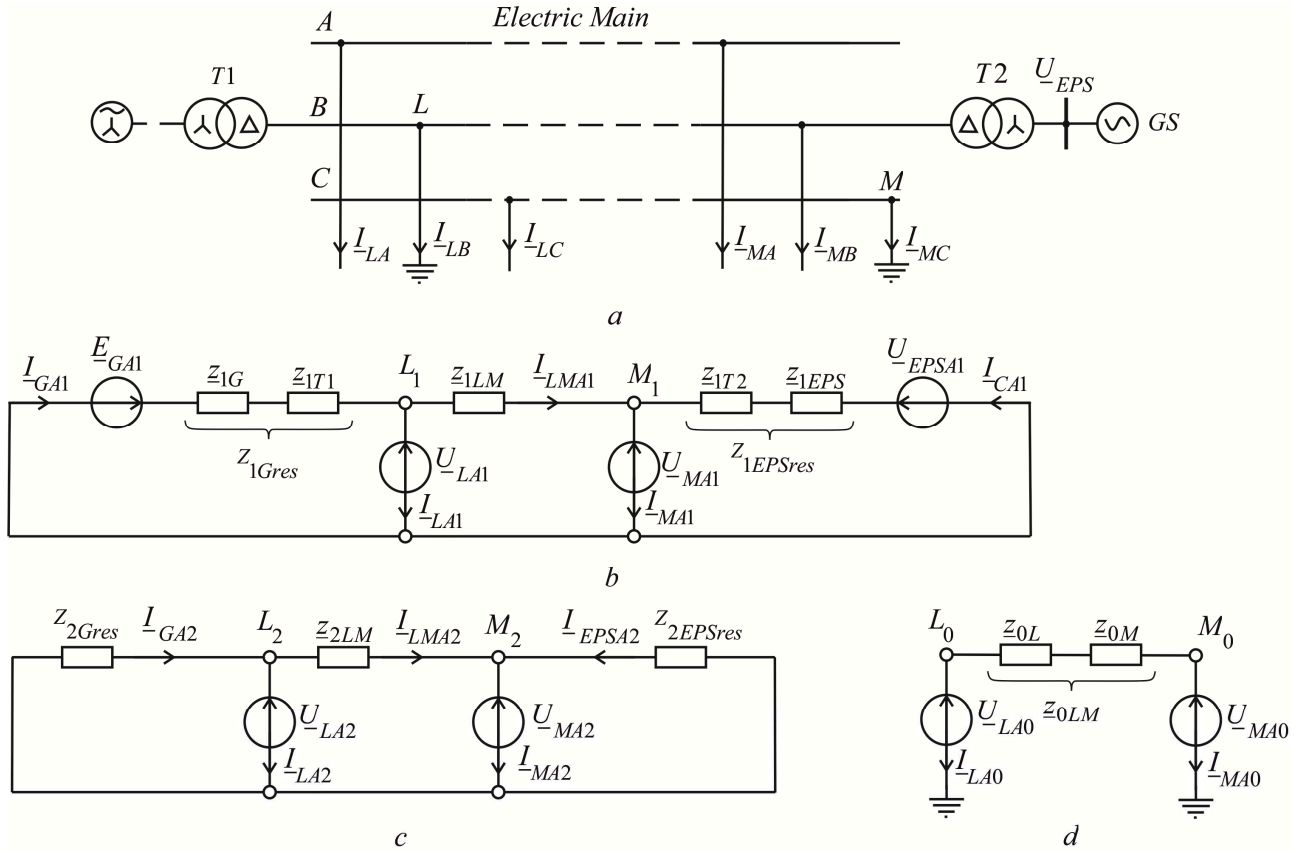 A Electric Main
T1 T2 U_EPS
B L GS
C M
I_LA I_LB I_LC I_MA I_MB I_MC
a
I_GA1 E_GA1 z_1G z_1T1 L_1 z_1LM I_LMA1 M_1 z_1T2 z_1EPS U_EPSA1 I_CA1
Z_1Gres U_LA1 U_MA1 Z_1EPSres
I_LA1 I_MA1
b
Z_2Gres I_GA2 L_2 z_2LM I_LMA2 M_2 I_EPSA2 Z_2EPSres
U_LA2 U_MA2
I_LA2 I_MA2
c
L_0 z_0L z_0M M_0
U_LA0 z_0LM U_MA0
I_LA0 I_MA0
d